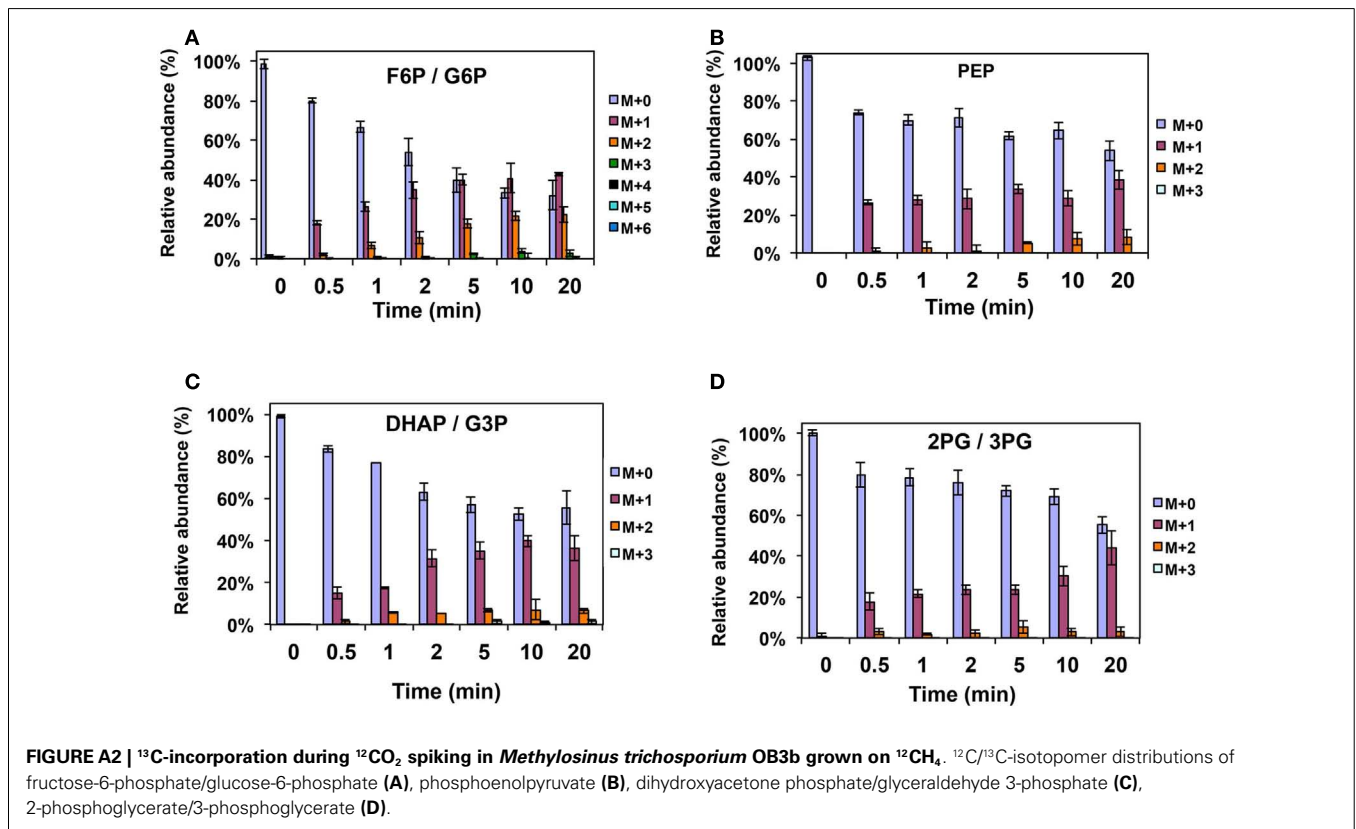 A
F6P / G6P
Relative abundance (%)
100%
80%
60%
40%
20%
0%
0 0.5 1 2 5 10 20
Time (min)
M+0
M+1
M+2
M+3
M+4
M+5
M+6
B
PEP
Relative abundance (%)
100%
80%
60%
40%
20%
0%
0 0.5 1 2 5 10 20
Time (min)
M+0
M+1
M+2
M+3
C
DHAP / G3P
Relative abundance (%)
100%
80%
60%
40%
20%
0%
0 0.5 1 2 5 10 20
Time (min)
M+0
M+1
M+2
M+3
D
2PG / 3PG
Relative abundance (%)
100%
80%
60%
40%
20%
0%
0 0.5 1 2 5 10 20
Time (min)
M+0
M+1
M+2
M+3
FIGURE A2 | ¹³C-incorporation during ¹²CO₂ spiking in Methylosinus trichosporium OB3b grown on ¹²CH₄. ¹²C/¹³C-isotopomer distributions of
fructose-6-phosphate/glucose-6-phosphate (A), phosphoenolpyruvate (B), dihydroxyacetone phosphate/glyceraldehyde 3-phosphate (C),
2-phosphoglycerate/3-phosphoglycerate (D).